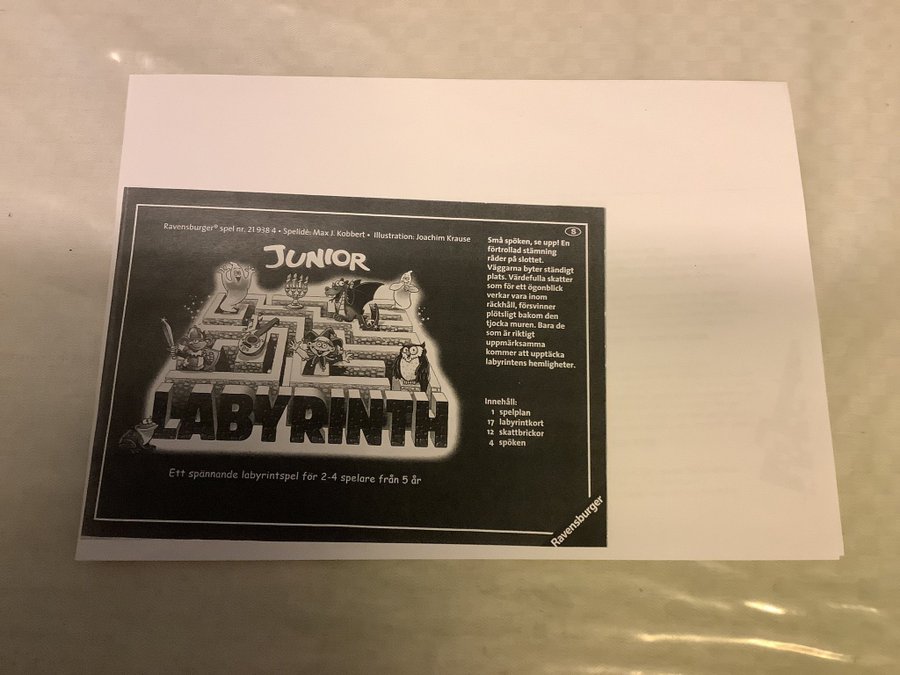 Ravensburger® spel nr. 21 938 4 • Spelidé: Max J. Kobbert • Illustration: Joachim Krause
S
JUNIOR
LABYRINTH
Ett spännande labyrintspel för 2-4 spelare från 5 år
Små spöken, se upp! En
förtrollad stämning
råder på slottet.
Väggarna byter ständigt
plats. Värdefulla skatter
som för ett ögonblick
verkar vara inom
räckhåll, försvinner
plötsligt bakom den
tjocka muren. Bara de
som är riktigt
uppmärksamma
kommer att upptäcka
labyrintens hemligheter.
Innehåll:
1 spelplan
17 labyrintkort
12 skattbrickor
4 spöken
Ravensburger